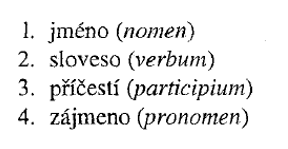 1. jméno (nomen)
2. sloveso (verbum)
3. příčestí (participium)
4. zájmeno (pronomen)